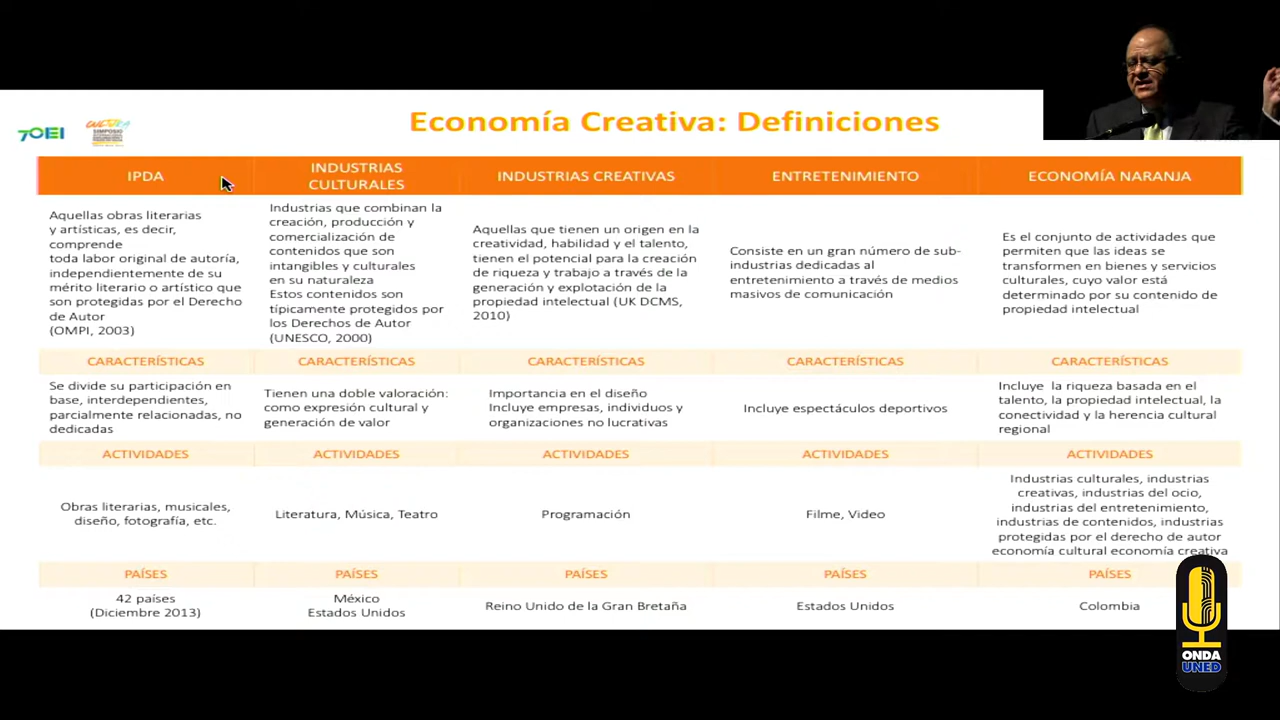 Economía Creativa: Definiciones
7OEI
CULTURA
SIMPOSIO
IPDA
INDUSTRIAS
CULTURALES
INDUSTRIAS CREATIVAS
ENTRETENIMIENTO
ECONOMÍA NARANJA
Aquellas obras literarias
y artísticas, es decir,
comprende
toda labor original de autoría,
independientemente de su
mérito literario o artístico que
son protegidas por el Derecho
de Autor
(OMPI, 2003)
Industrias que combinan la
creación, producción y
comercialización de
contenidos que son
intangibles y culturales
en su naturaleza
Estos contenidos son
típicamente protegidos por
los Derechos de Autor
(UNESCO, 2000)
Aquellas que tienen un origen en la
creatividad, habilidad y el talento,
tienen el potencial para la creación
de riqueza y trabajo a través de la
generación y explotación de la
propiedad intelectual (UK DCMS,
2010)
Consiste en un gran número de sub-
industrias dedicadas al
entretenimiento a través de medios
masivos de comunicación
Es el conjunto de actividades que
permiten que las ideas se
transformen en bienes y servicios
culturales, cuyo valor está
determinado por su contenido de
propiedad intelectual
CARACTERÍSTICAS
CARACTERÍSTICAS
CARACTERÍSTICAS
CARACTERÍSTICAS
CARACTERÍSTICAS
Se divide su participación en
base, interdependientes,
parcialmente relacionadas, no
dedicadas
Tienen una doble valoración:
como expresión cultural y
generación de valor
Importancia en el diseño
Incluye empresas, individuos y
organizaciones no lucrativas
Incluye espectáculos deportivos
Incluye la riqueza basada en el
talento, la propiedad intelectual, la
conectividad y la herencia cultural
regional
ACTIVIDADES
ACTIVIDADES
ACTIVIDADES
ACTIVIDADES
ACTIVIDADES
Obras literarias, musicales,
diseño, fotografía, etc.
Literatura, Música, Teatro
Programación
Filme, Video
Industrias culturales, industrias
creativas, industrias del ocio,
industrias del entretenimiento,
industrias de contenidos, industrias
protegidas por el derecho de autor
economía cultural economía creativa
PAÍSES
PAÍSES
PAÍSES
PAÍSES
PAÍSES
42 países
(Diciembre 2013)
México
Estados Unidos
Reino Unido de la Gran Bretaña
Estados Unidos
Colombia
ONDA
UNED